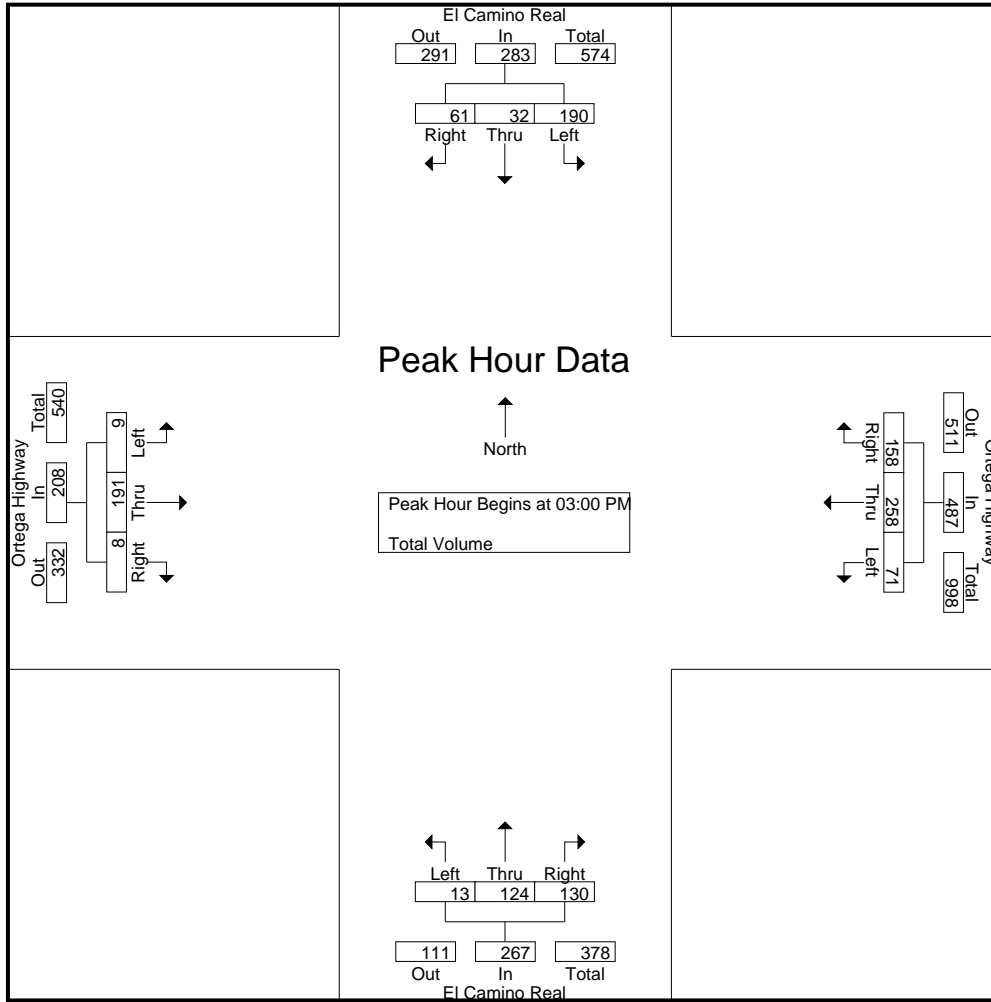 El Camino Real
Out In Total
291 283 574
61 32 190
Right Thru Left
Peak Hour Data
North
Peak Hour Begins at 03:00 PM
Total Volume
Ortega Highway
Total In Out
540 208 332
9 191 8
Left Thru Right
Ortega Highway
Out In Total
511 487 998
158 258 71
Right Thru Left
Left Thru Right
13 124 130
111 267 378
Out In Total
El Camino Real